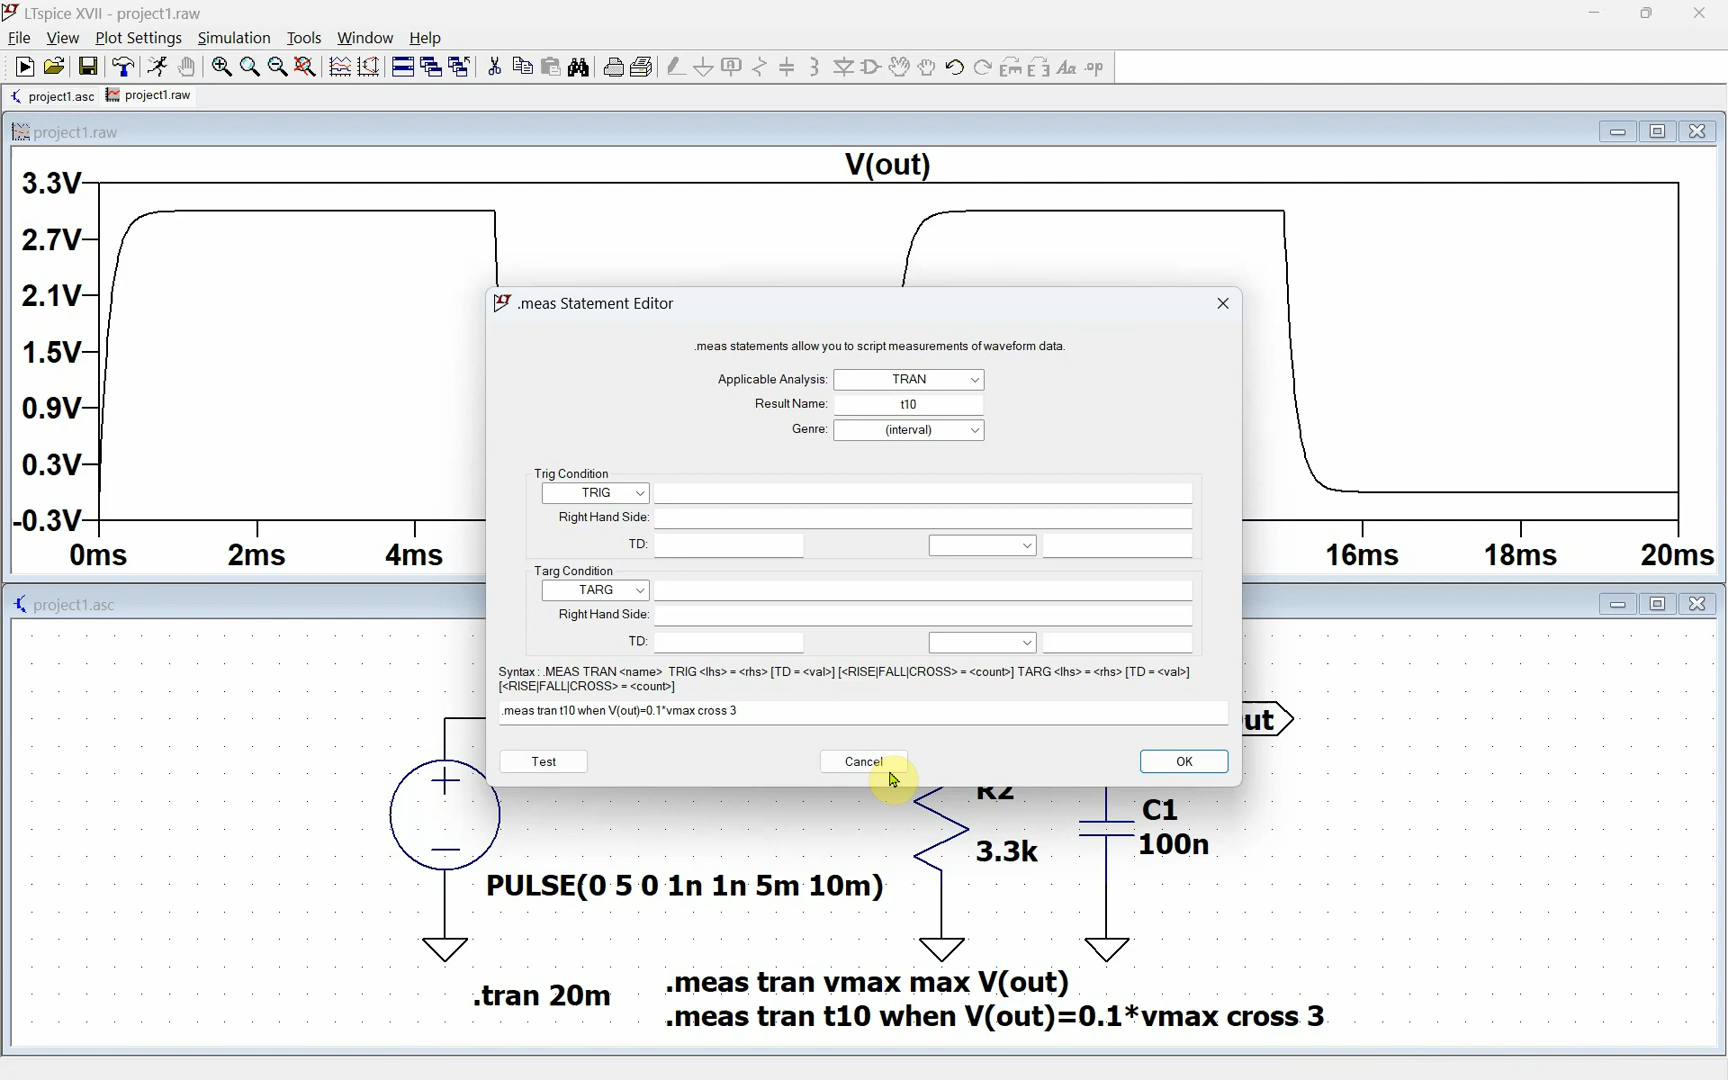 LTspice XVII - project1.raw
File View Plot Settings Simulation Tools Window Help
project1.asc project1.raw
project1.raw
V(out)
3.3V
2.7V
2.1V
1.5V
0.9V
0.3V
-0.3V
0ms 2ms 4ms 16ms 18ms 20ms
.meas Statement Editor
.meas statements allow you to script measurements of waveform data.
Applicable Analysis: TRAN
Result Name: t10
Genre: (interval)
Trig Condition
TRIG
Right Hand Side:
TD:
Targ Condition
TARG
Right Hand Side:
TD:
Syntax: .MEAS TRAN <name> TRIG <lhs> = <rhs> [TD = <val>] [<RISE|FALL|CROSS> = <count>] TARG <lhs> = <rhs> [TD = <val>]
[<RISE|FALL|CROSS> = <count>]
.meas tran t10 when V(out)=0.1*vmax cross 3
Test Cancel OK
project1.asc
ut
R2
3.3k
C1
100n
PULSE(0 5 0 1n 1n 5m 10m)
.tran 20m
.meas tran vmax max V(out)
.meas tran t10 when V(out)=0.1*vmax cross 3